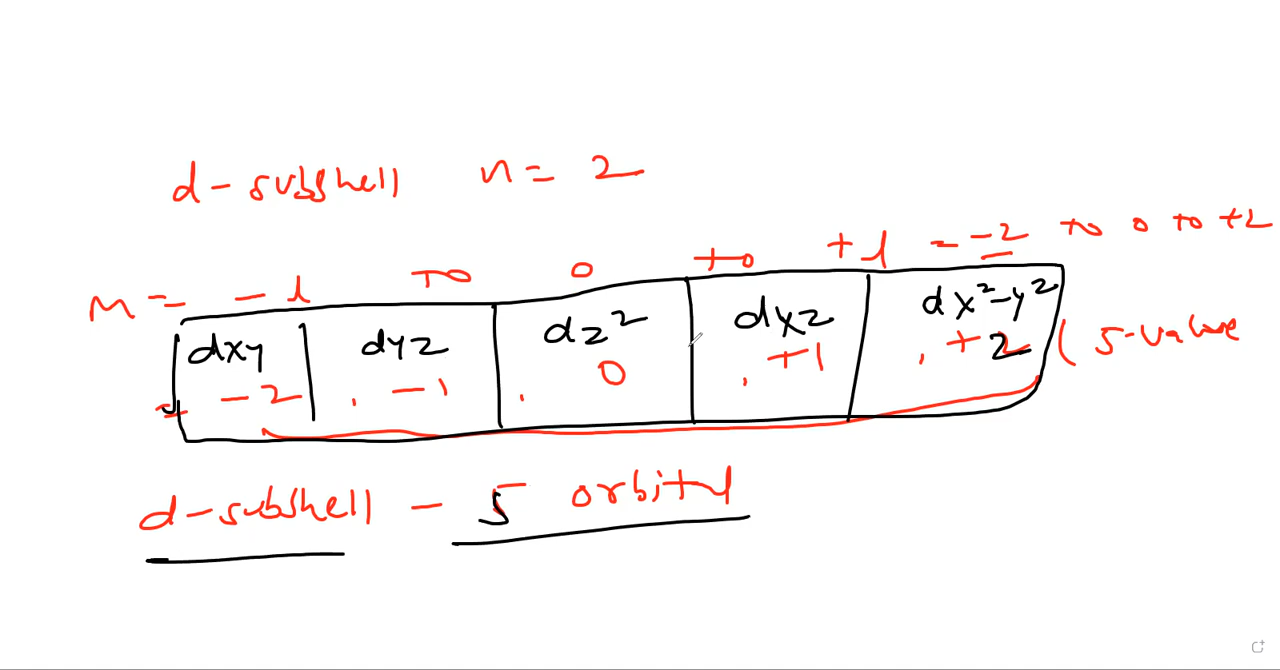 d - subshell n = 2
m = - l to 0 to + l = -2 to 0 to +2
dxy dyz dz² dxz dx²-y²
= -2 , -1 , 0 , +1 , +2 ( 5-value
d-subshell - 5 orbital